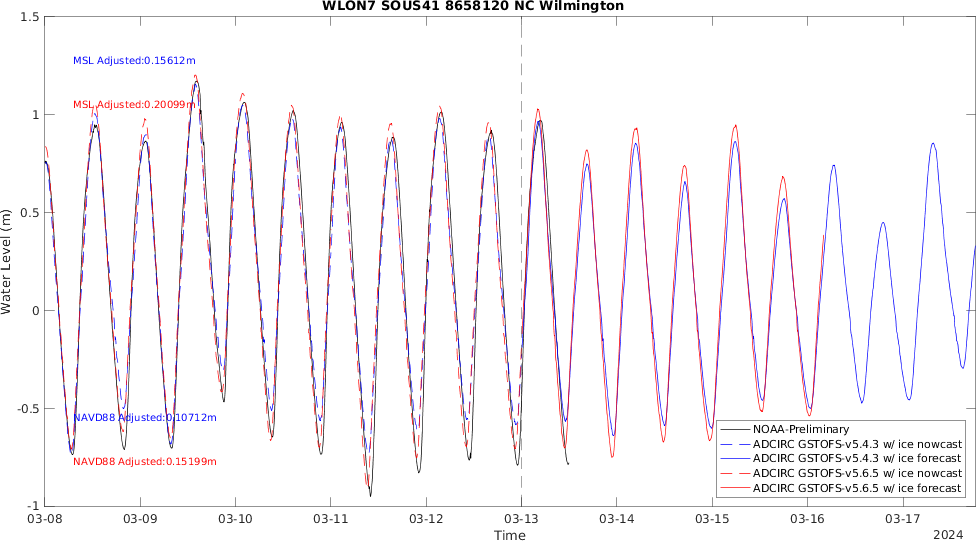 WLON7 SOUS41 8658120 NC Wilmington
1.5
1
0.5
0
-0.5
-1
Water Level (m)
MSL Adjusted:0.15612m
MSL Adjusted:0.20099m
NAVD88 Adjusted:0.10712m
NAVD88 Adjusted:0.15199m
NOAA-Preliminary
ADCIRC GSTOFS-v5.4.3 w/ ice nowcast
ADCIRC GSTOFS-v5.4.3 w/ ice forecast
ADCIRC GSTOFS-v5.6.5 w/ ice nowcast
ADCIRC GSTOFS-v5.6.5 w/ ice forecast
03-08 03-09 03-10 03-11 03-12 03-13 03-14 03-15 03-16 03-17
Time
2024